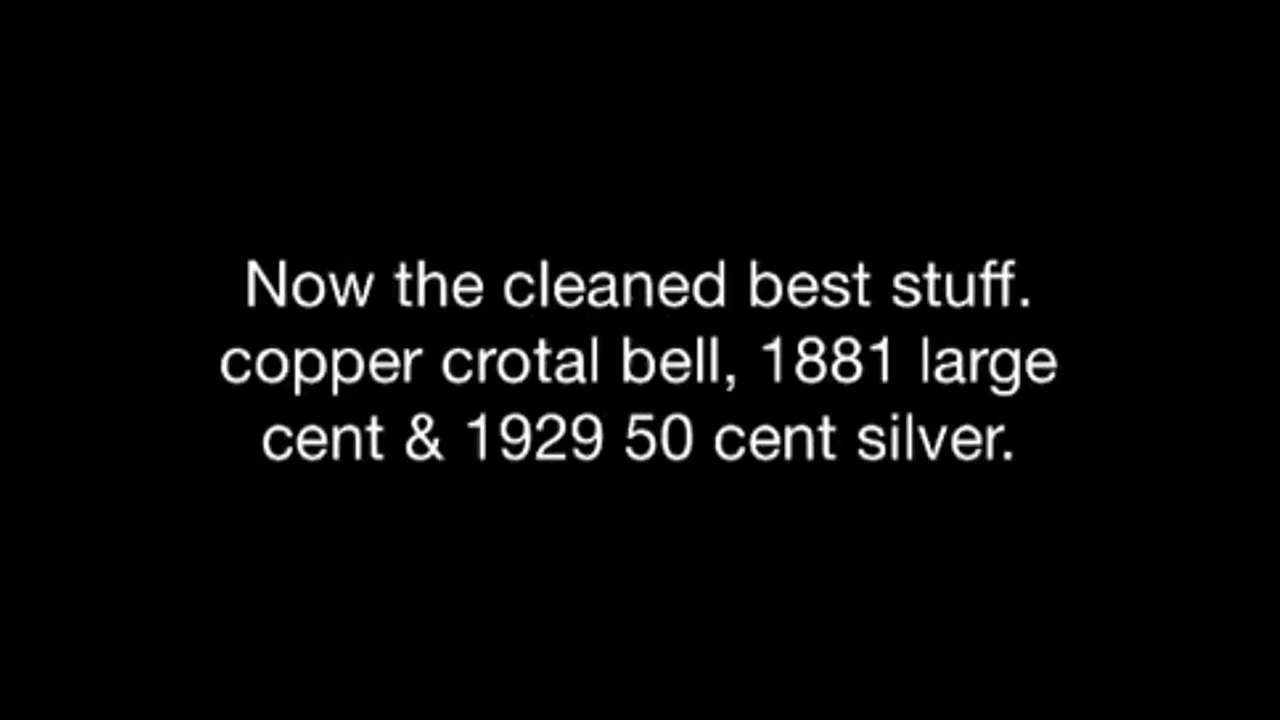 Now the cleaned best stuff.
copper crotal bell, 1881 large
cent & 1929 50 cent silver.